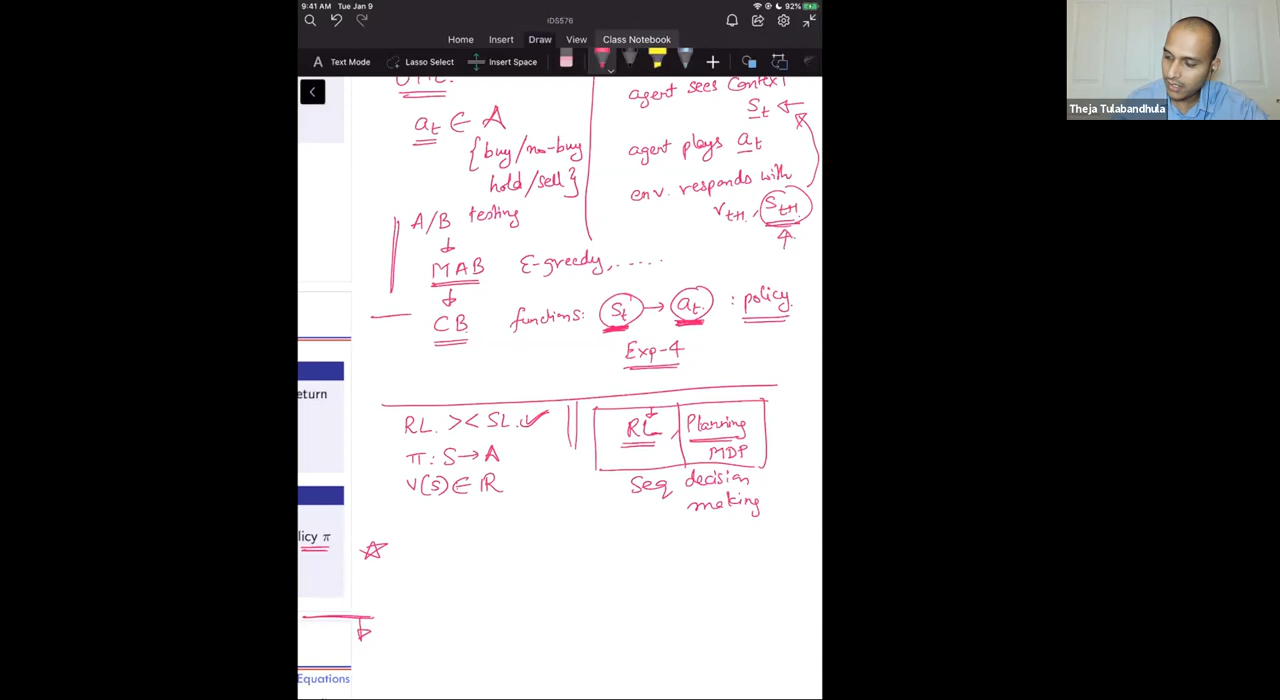 9:41 AM Tue Jan 9
92%
IDS576
Home Insert Draw View Class Notebook
Text Mode Lasso Select Insert Space
Theja Tulabandhula
agent sees Context
St ←
at ∈ A
{buy/no-buy
hold/sell}
agent plays at
env. responds with
rt+1, St+1
A/B testing
↓
MAB ε-greedy, .....
↓
CB functions: St → at : policy
Exp-4
eturn
RL. >< SL. ✓
π: S → A
V(S) ∈ ℝ
RL, Planning
MDP
Seq decision
making
licy π
Equations